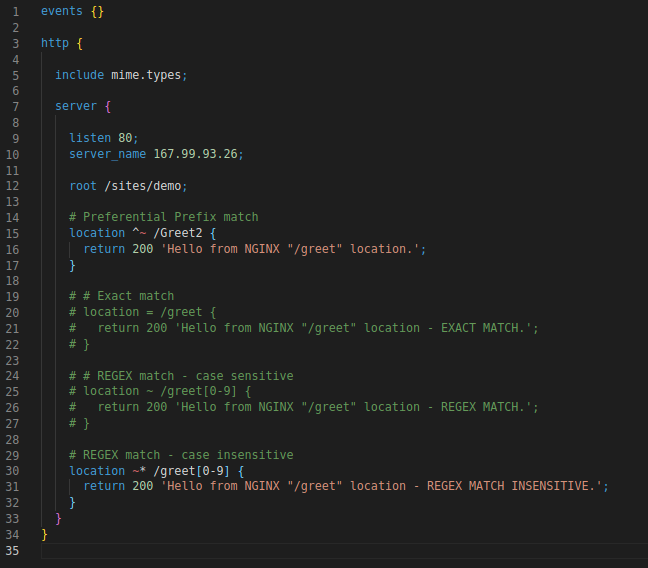 1 events {}
2
3 http {
4
5 include mime.types;
6
7 server {
8
9 listen 80;
10 server_name 167.99.93.26;
11
12 root /sites/demo;
13
14 # Preferential Prefix match
15 location ^~ /Greet2 {
16 return 200 'Hello from NGINX "/greet" location.';
17 }
18
19 # # Exact match
20 # location = /greet {
21 #   return 200 'Hello from NGINX "/greet" location - EXACT MATCH.';
22 # }
23
24 # # REGEX match - case sensitive
25 # location ~ /greet[0-9] {
26 #   return 200 'Hello from NGINX "/greet" location - REGEX MATCH.';
27 # }
28
29 # REGEX match - case insensitive
30 location ~* /greet[0-9] {
31 return 200 'Hello from NGINX "/greet" location - REGEX MATCH INSENSITIVE.';
32 }
33 }
34 }
35